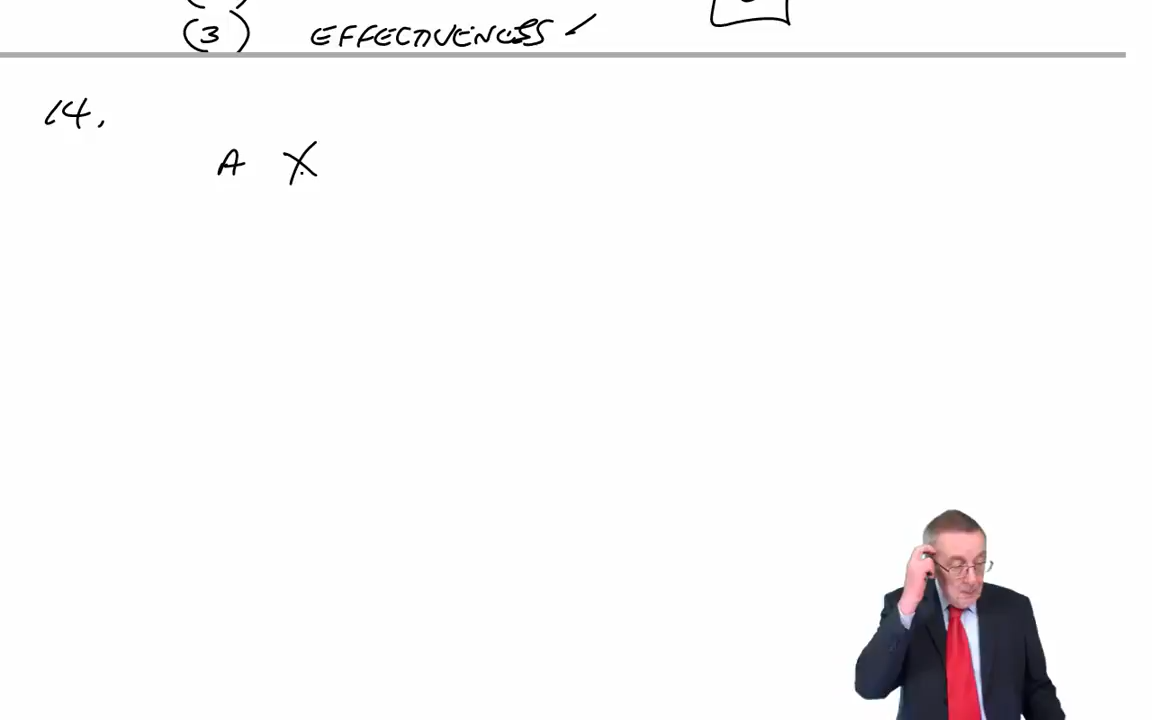 (3) EFFECTIVENESS ✓
14.
A X